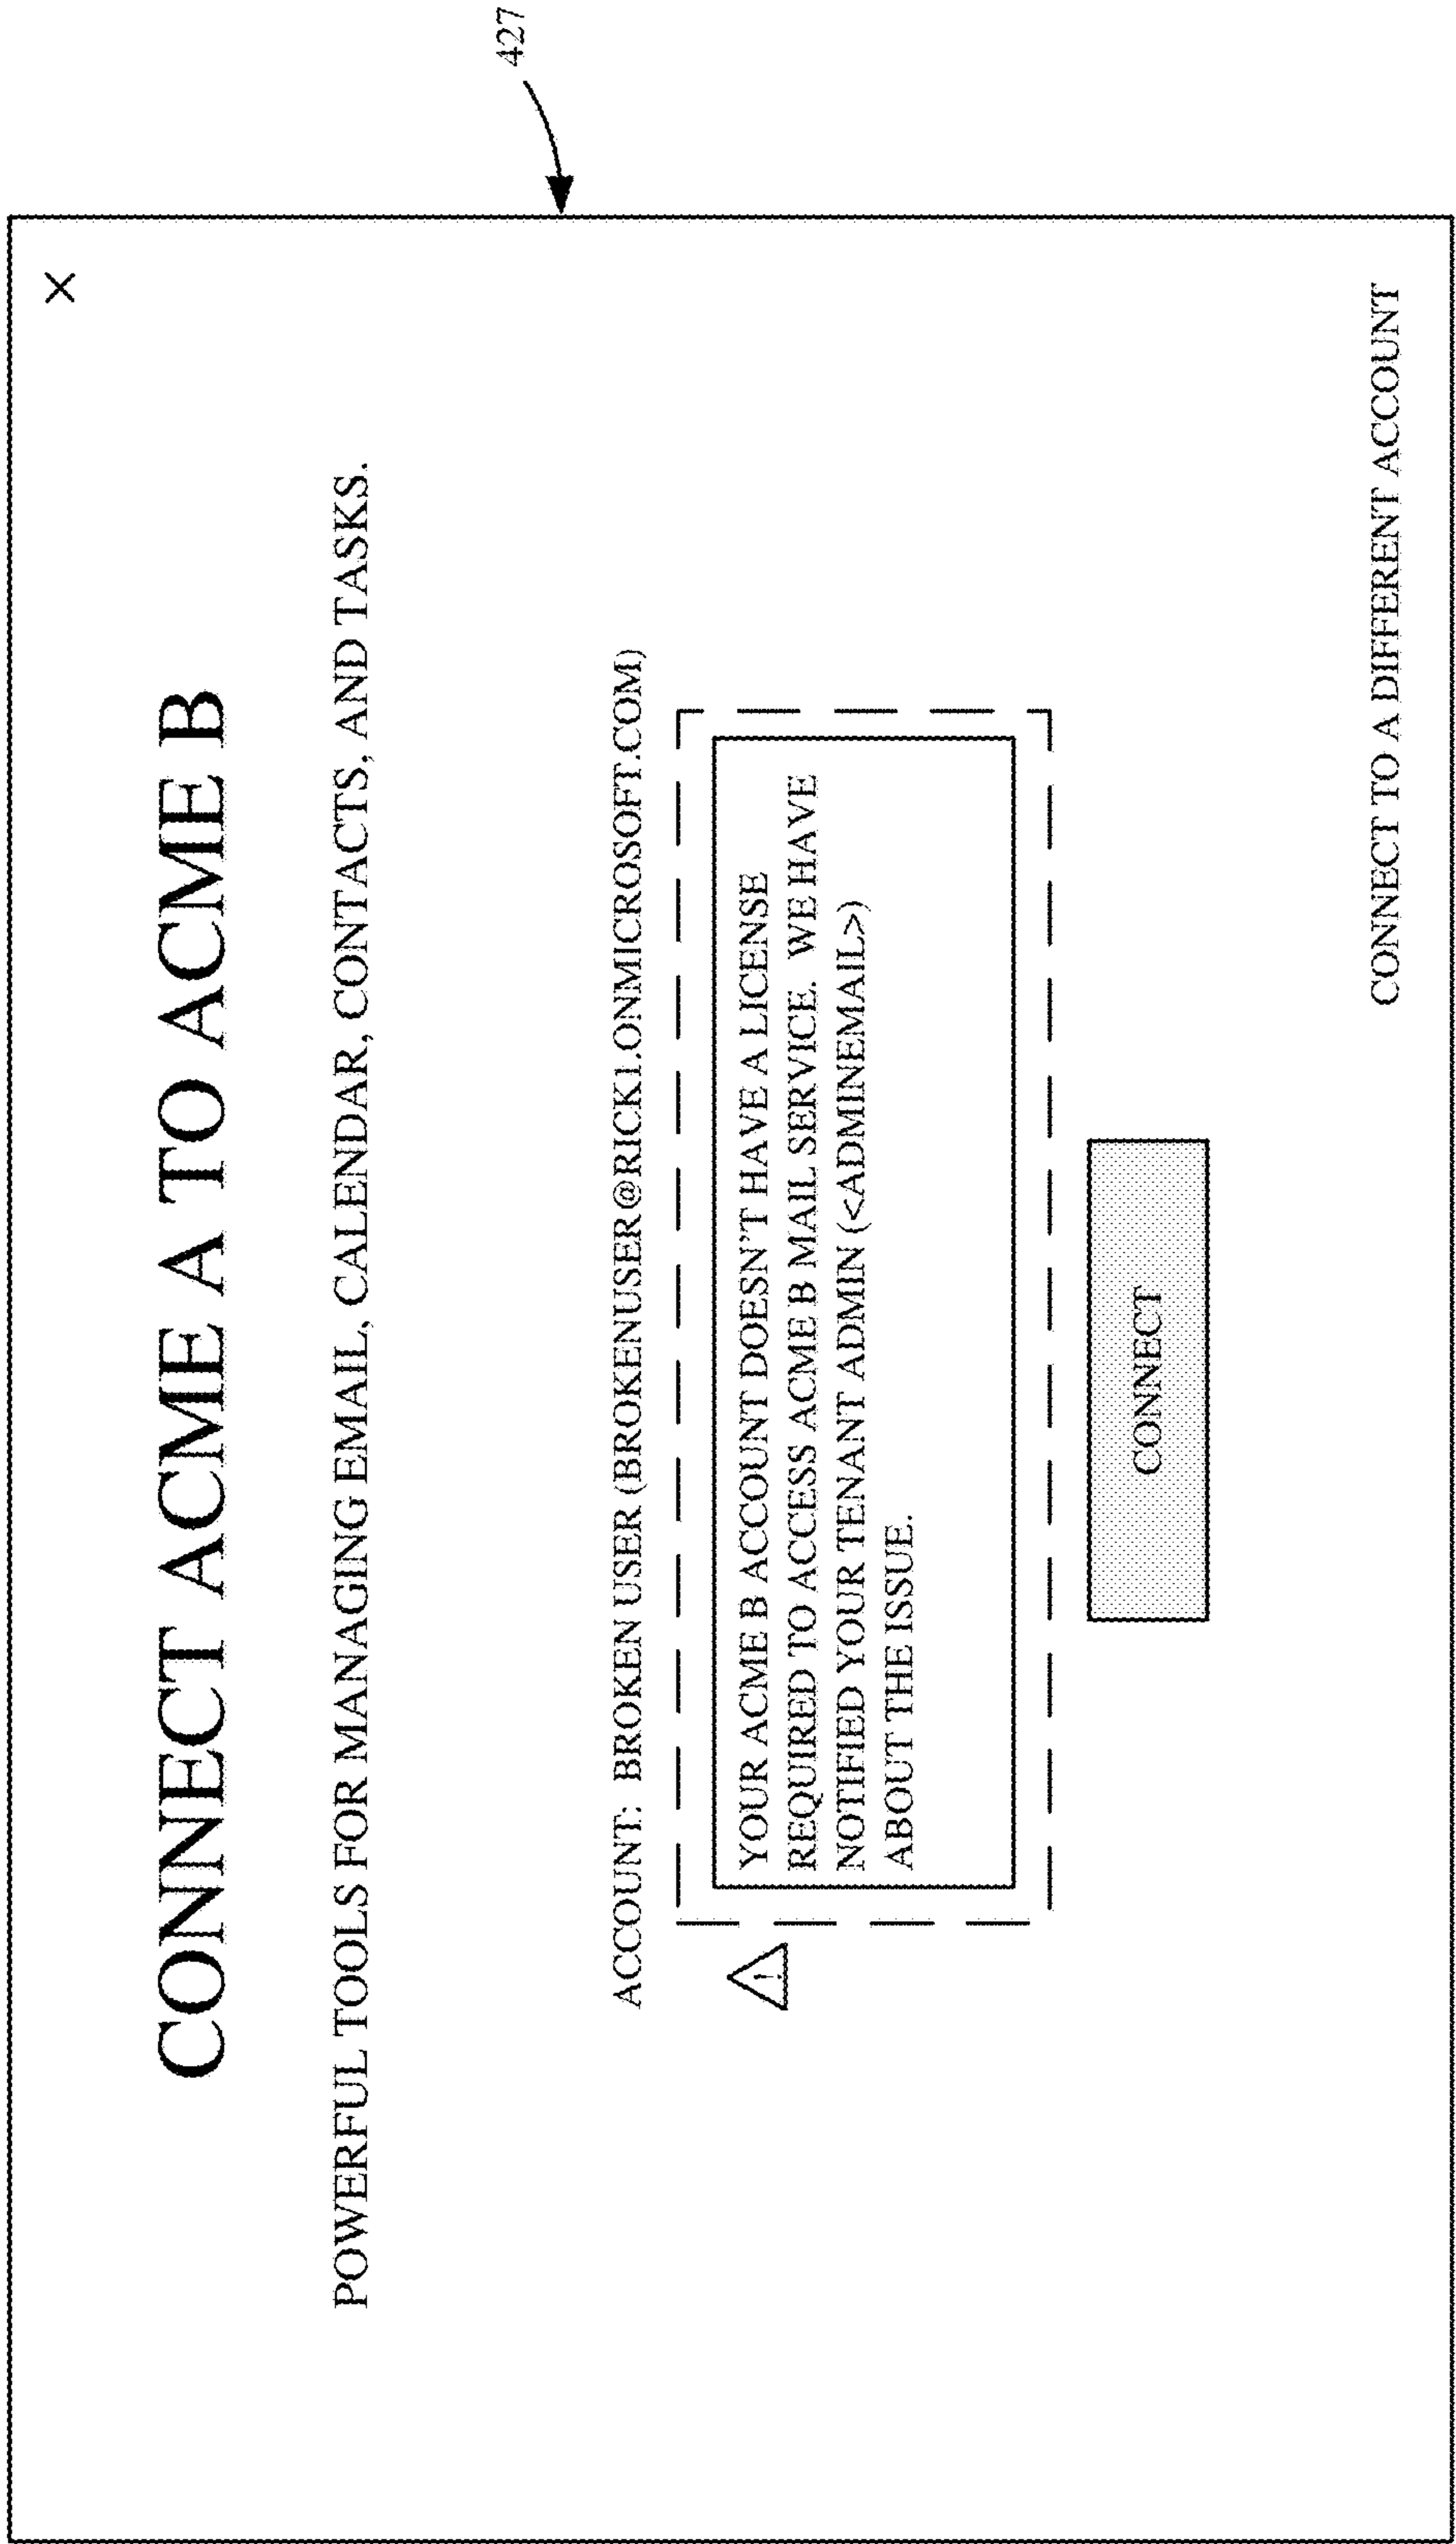 427
X
CONNECT ACME A TO ACME B
POWERFUL TOOLS FOR MANAGING EMAIL, CALENDAR, CONTACTS, AND TASKS.
ACCOUNT: BROKEN USER (BROKENUSER@RICK1.ONMICROSOFT.COM)
!
YOUR ACME B ACCOUNT DOESN'T HAVE A LICENSE
REQUIRED TO ACCESS ACME B MAIL SERVICE. WE HAVE
NOTIFIED YOUR TENANT ADMIN (<ADMINEMAIL>)
ABOUT THE ISSUE.
CONNECT
CONNECT TO A DIFFERENT ACCOUNT